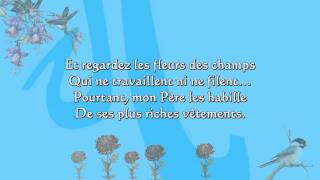 Et regardez les fleurs des champs
Qui ne travaillent ni ne filent...
Pourtant, mon Père les habille
De ses plus riches vêtements.